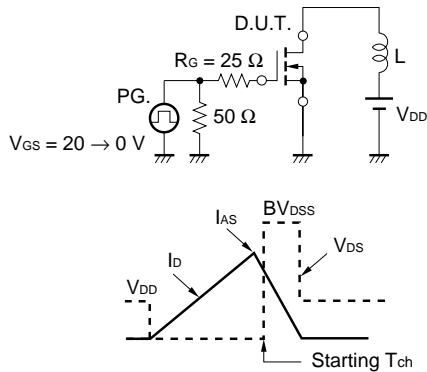 D.U.T.
RG = 25 Ω
L
PG.
50 Ω
VDD
VGS = 20 → 0 V
BVDSS
IAS
ID
VDS
VDD
Starting Tch